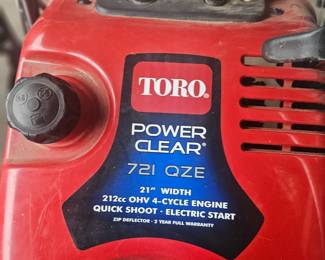 TORO®
POWER
CLEAR®
721 QZE
21" WIDTH
212cc OHV 4-CYCLE ENGINE
QUICK SHOOT · ELECTRIC START
ZIP DEFLECTOR · 2 YEAR FULL WARRANTY